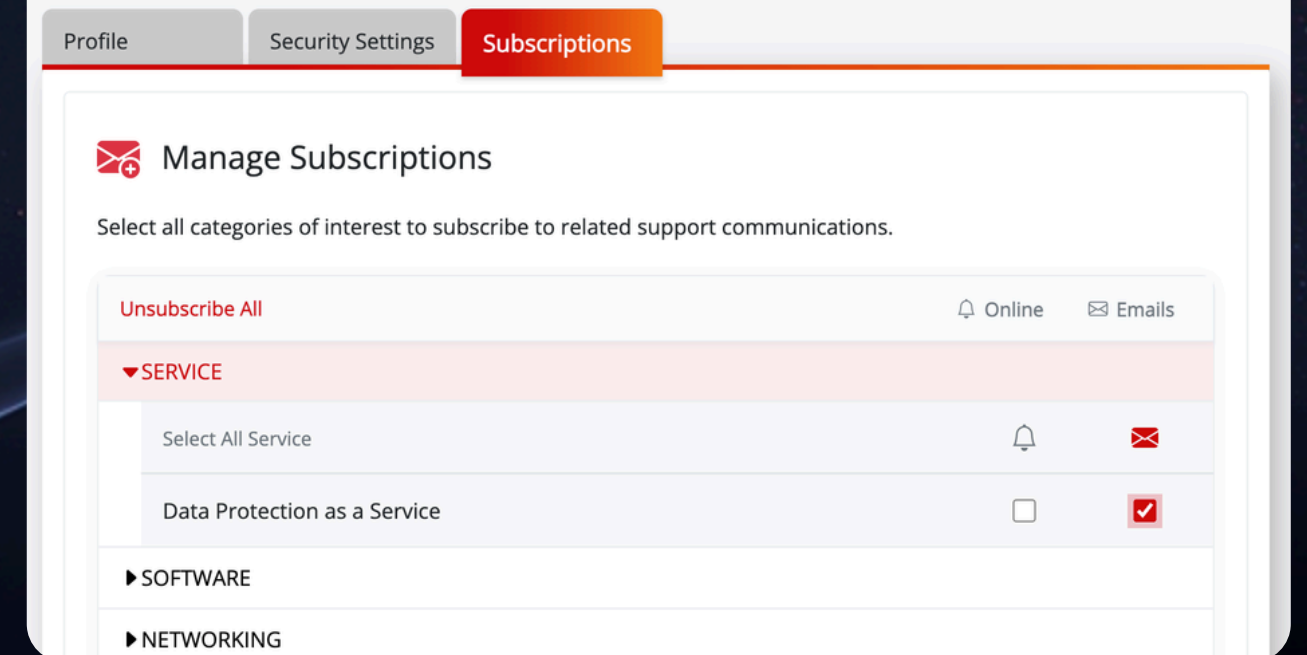 Profile Security Settings Subscriptions
Manage Subscriptions
Select all categories of interest to subscribe to related support communications.
Unsubscribe All Online Emails
SERVICE
Select All Service
Data Protection as a Service
SOFTWARE
NETWORKING